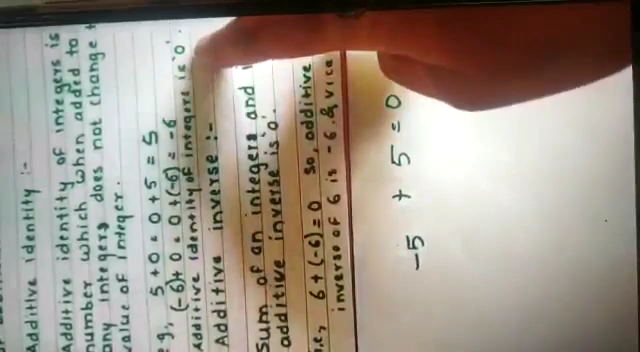 Additive identity :-
Additive identity of integers is
number which when added to
any integers does not change
value of Integer.
e.g, 5+0 = 0+5 = 5
(-6)+0 = 0+(-6) = -6
Additive identity of integers is '0'.
Additive inverse :-
Sum of an integers and
additive inverse is '0'.
i.e, 6+(-6)=0 so, additive
inverse of 6 is -6 & vice
-5 + 5 = 0